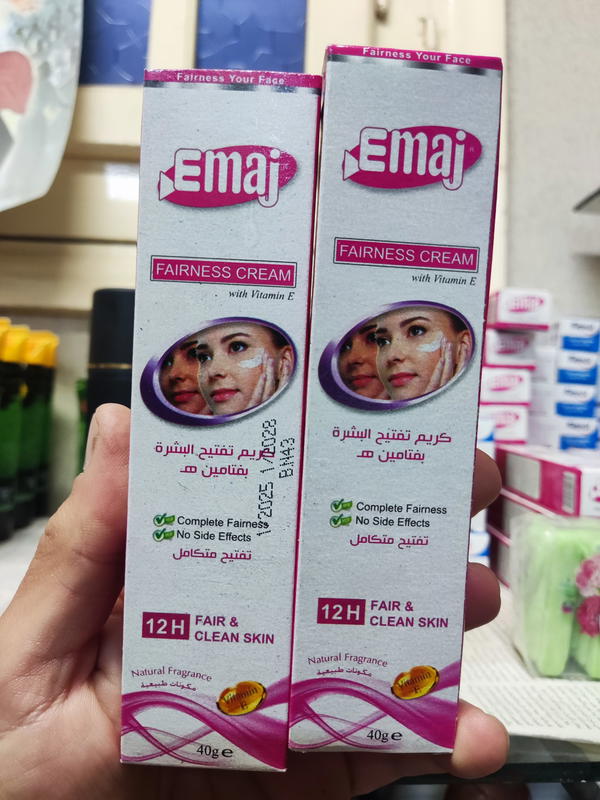 Fairness Your Face
Emaj
FAIRNESS CREAM
with Vitamin E
كريم تفتيح البشرة
بفتامين هـ
1/2025 1/2028
BN43
Complete Fairness
No Side Effects
تفتيح متكامل
12H FAIR &
CLEAN SKIN
Natural Fragrance
مكونات طبيعية
Vitamin
E
40g e
Fairness Your Face
Emaj
FAIRNESS CREAM
with Vitamin E
كريم تفتيح البشرة
بفتامين هـ
Complete Fairness
No Side Effects
تفتيح متكامل
12H FAIR &
CLEAN SKIN
Natural Fragrance
مكونات طبيعية
Vitamin
E
40g e
Emaj
Emaj